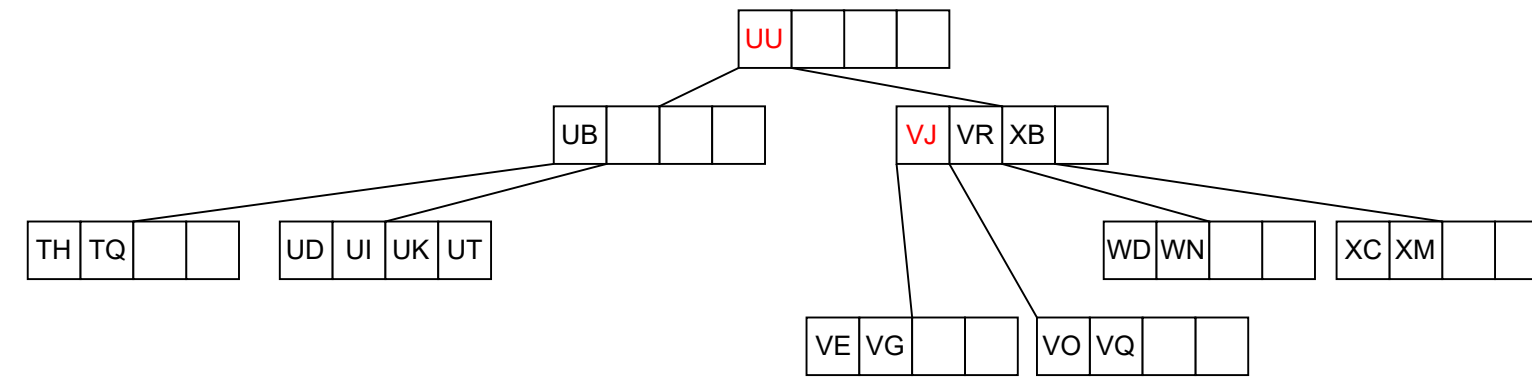 UU
UB VJ VR XB
TH TQ UD UI UK UT WD WN XC XM
VE VG VO VQ